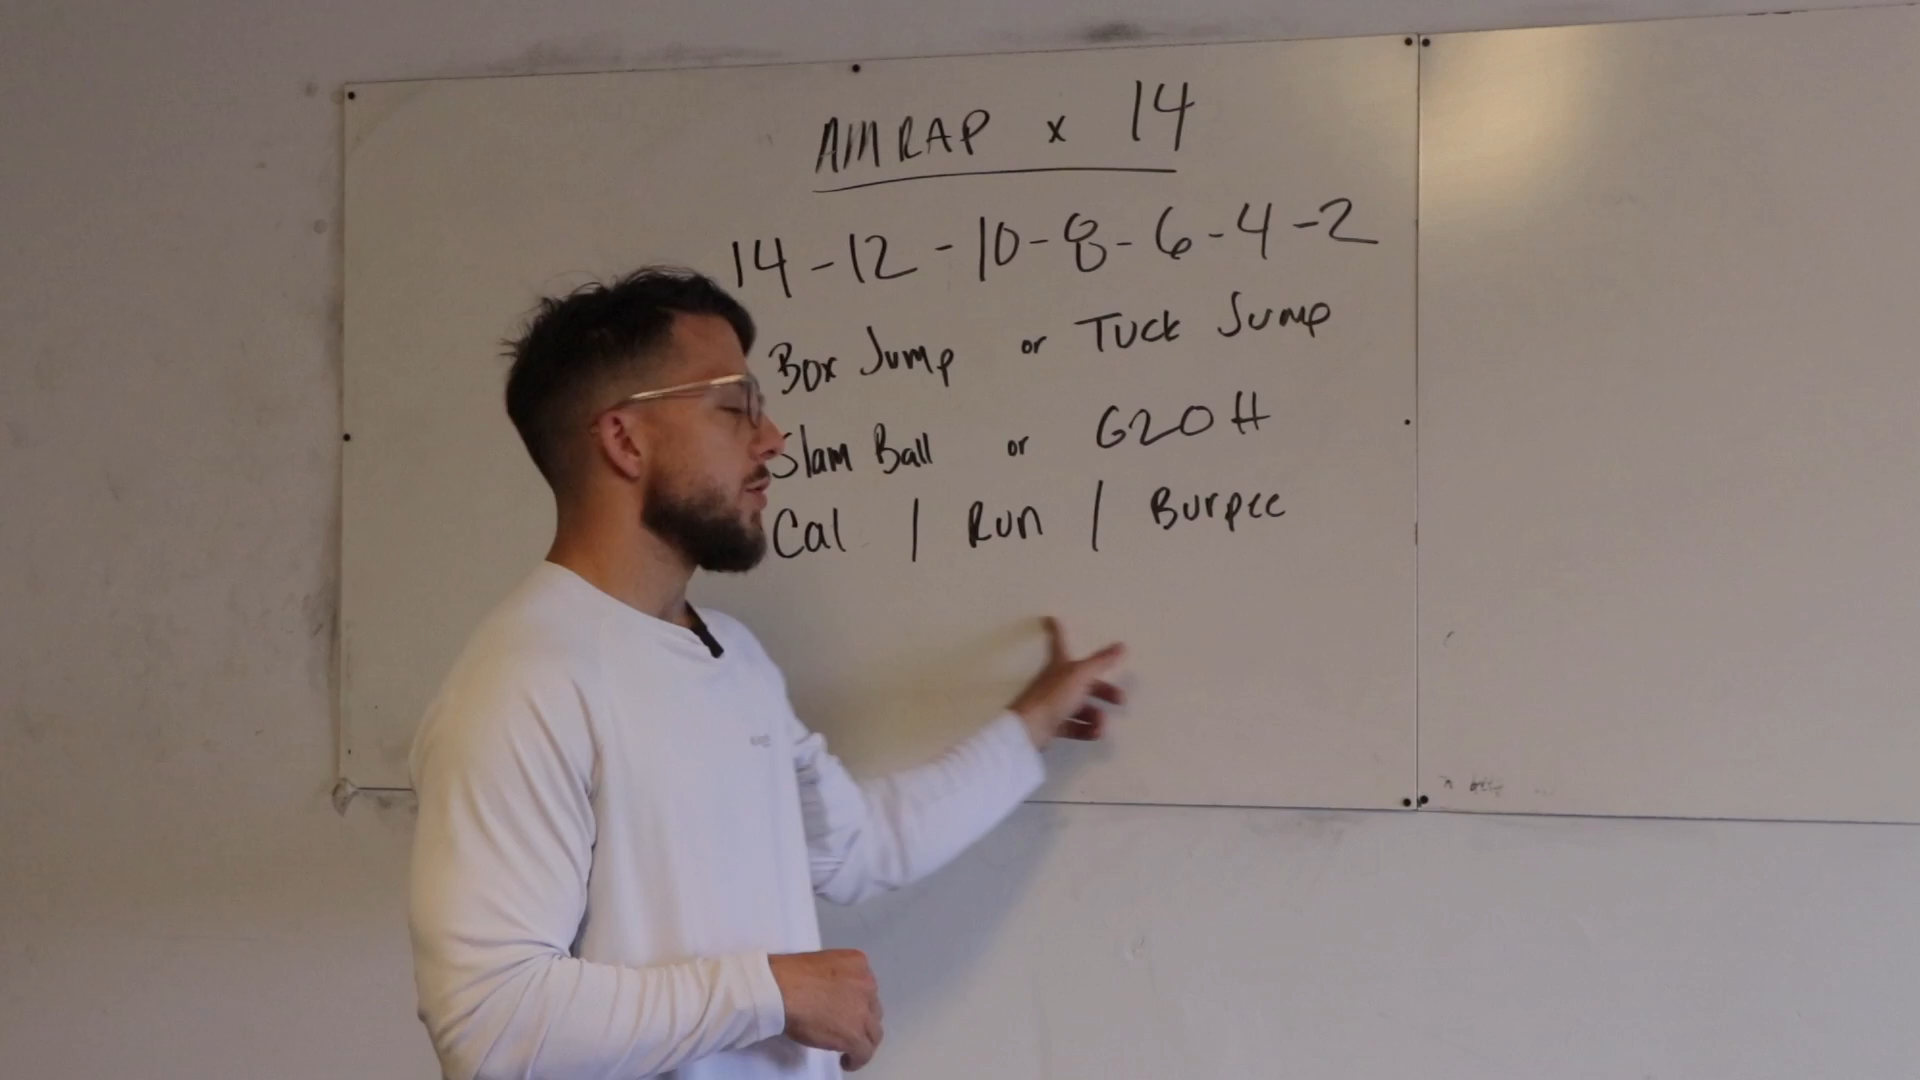 AMRAP x 14
14-12-10-8-6-4-2
Box Jump or Tuck Jump
Slam Ball or G2OH
Cal / Run / Burpee